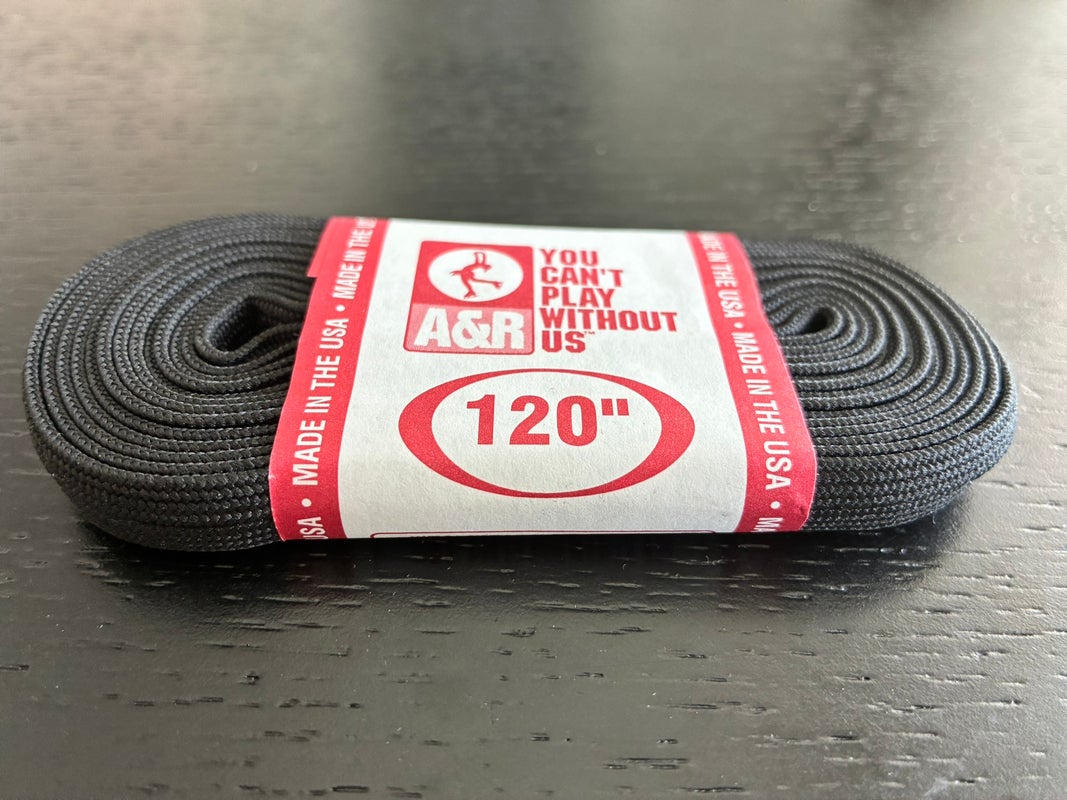 YOU
CAN'T
PLAY
WITHOUT
US™
A&R
120"
MADE IN THE USA • MADE IN THE
USA • MADE IN THE USA • MADE IN THE USA •